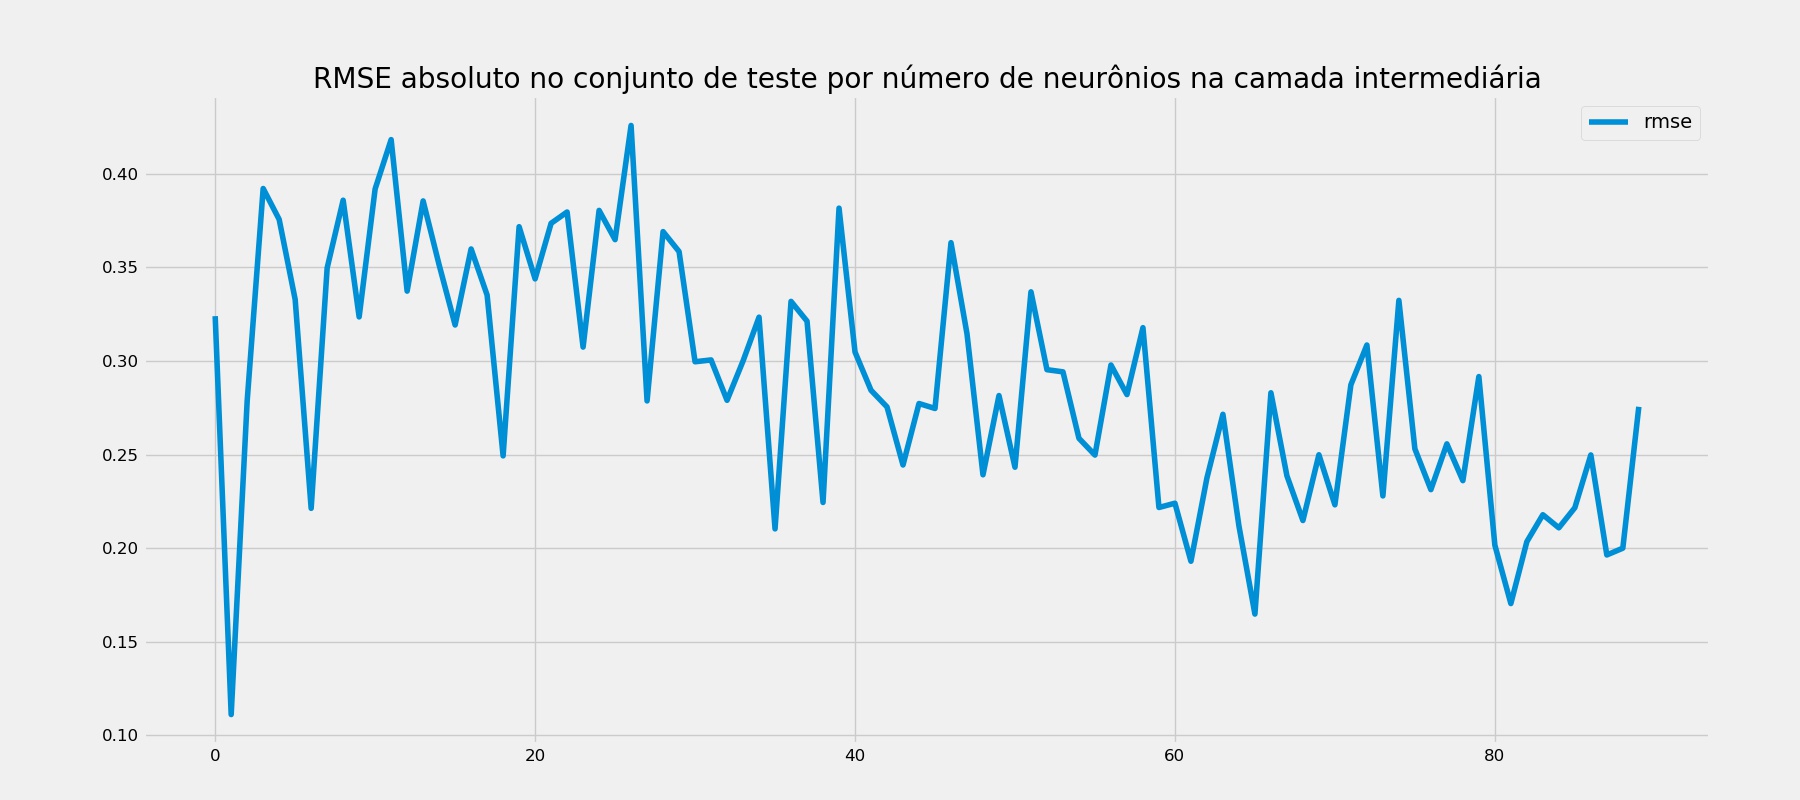 RMSE absoluto no conjunto de teste por número de neurônios na camada intermediária
rmse
0.40
0.35
0.30
0.25
0.20
0.15
0.10
0 20 40 60 80